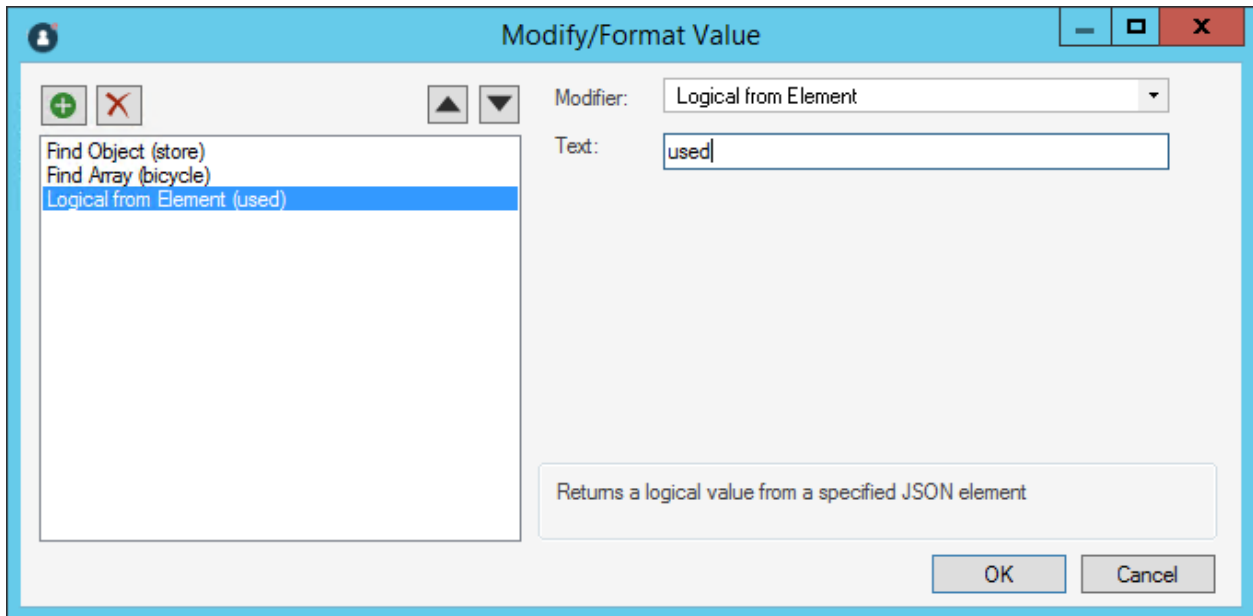 Modify/Format Value
Find Object (store)
Find Array (bicycle)
Logical from Element (used)
Modifier:
Logical from Element
Text:
used
Returns a logical value from a specified JSON element
OK
Cancel